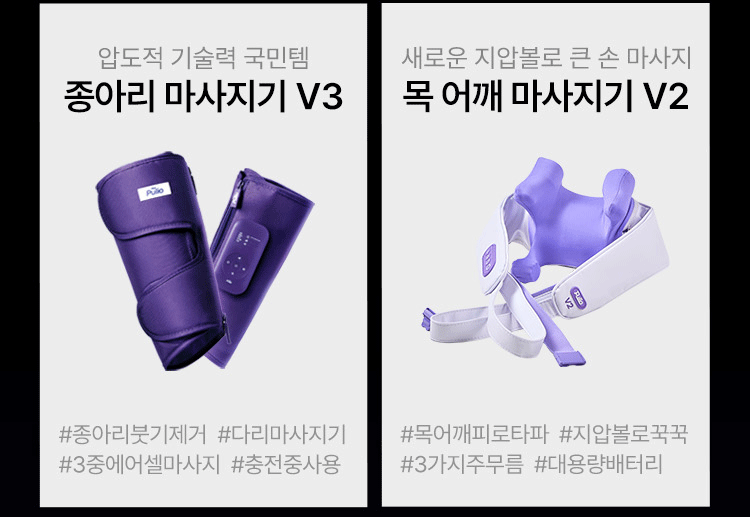 압도적 기술력 국민템
종아리 마사지기 V3
Pulio
#종아리붓기제거 #다리마사지기
#3중에어셀마사지 #충전중사용
새로운 지압볼로 큰 손 마사지
목 어깨 마사지기 V2
Pulio
V2
#목어깨피로타파 #지압볼로꾹꾹
#3가지주무름 #대용량배터리